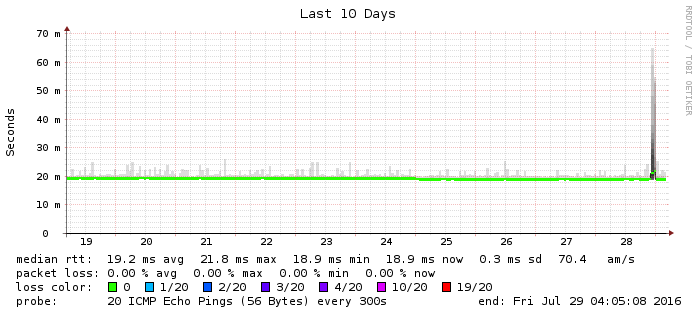 Last 10 Days
RRDTOOL / TOBI OETIKER
Seconds
70 m
60 m
50 m
40 m
30 m
20 m
10 m
0
19 20 21 22 23 24 25 26 27 28
median rtt: 19.2 ms avg 21.8 ms max 18.9 ms min 18.9 ms now 0.3 ms sd 70.4 am/s
packet loss: 0.00 % avg 0.00 % max 0.00 % min 0.00 % now
loss color: 0 1/20 2/20 3/20 4/20 10/20 19/20
probe: 20 ICMP Echo Pings (56 Bytes) every 300s end: Fri Jul 29 04:05:08 2016